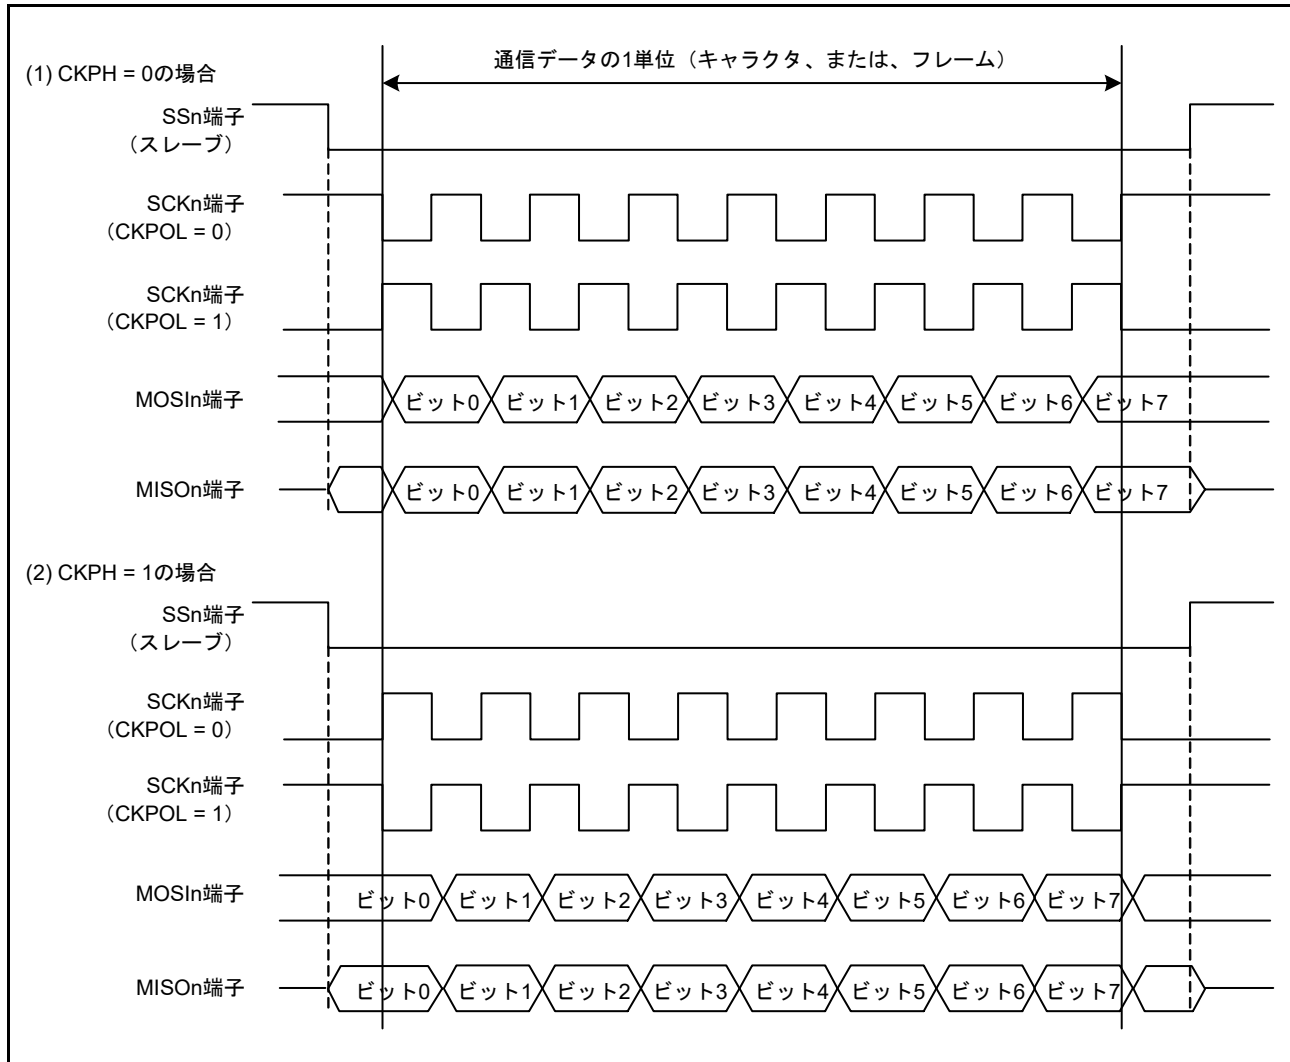 通信データの1単位（キャラクタ、または、フレーム）
(1) CKPH = 0の場合
SSn端子
（スレーブ）
SCKn端子
（CKPOL = 0）
SCKn端子
（CKPOL = 1）
MOSIn端子
ビット0 ビット1 ビット2 ビット3 ビット4 ビット5 ビット6 ビット7
MISOn端子
ビット0 ビット1 ビット2 ビット3 ビット4 ビット5 ビット6 ビット7
(2) CKPH = 1の場合
SSn端子
（スレーブ）
SCKn端子
（CKPOL = 0）
SCKn端子
（CKPOL = 1）
MOSIn端子
ビット0 ビット1 ビット2 ビット3 ビット4 ビット5 ビット6 ビット7
MISOn端子
ビット0 ビット1 ビット2 ビット3 ビット4 ビット5 ビット6 ビット7